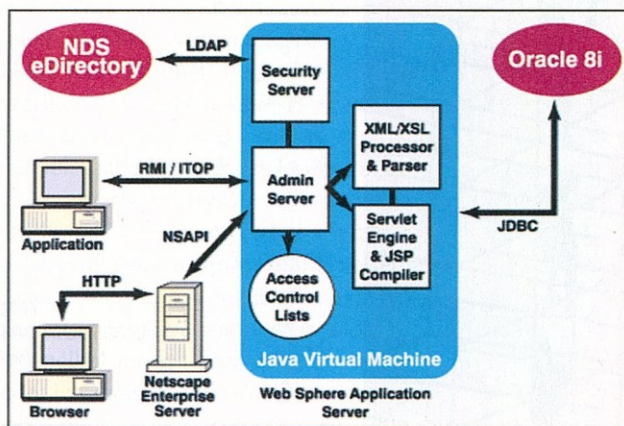 NDS
eDirectory
LDAP
Security
Server
Oracle 8i
XML/XSL
Processor
& Parser
RMI / ITOP
Admin
Server
Application
NSAPI
Servlet
Engine
& JSP
Compiler
JDBC
HTTP
Access
Control
Lists
Java Virtual Machine
Browser
Netscape
Enterprise
Server
Web Sphere Application
Server